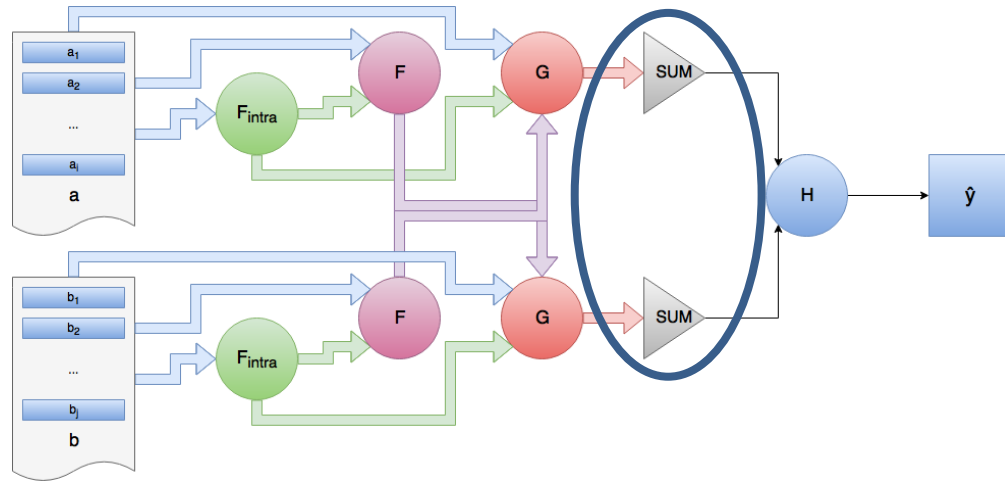 a1
a2
...
ai
a
Fintra
F
G
SUM
H
ŷ
b1
b2
...
bj
b
Fintra
F
G
SUM